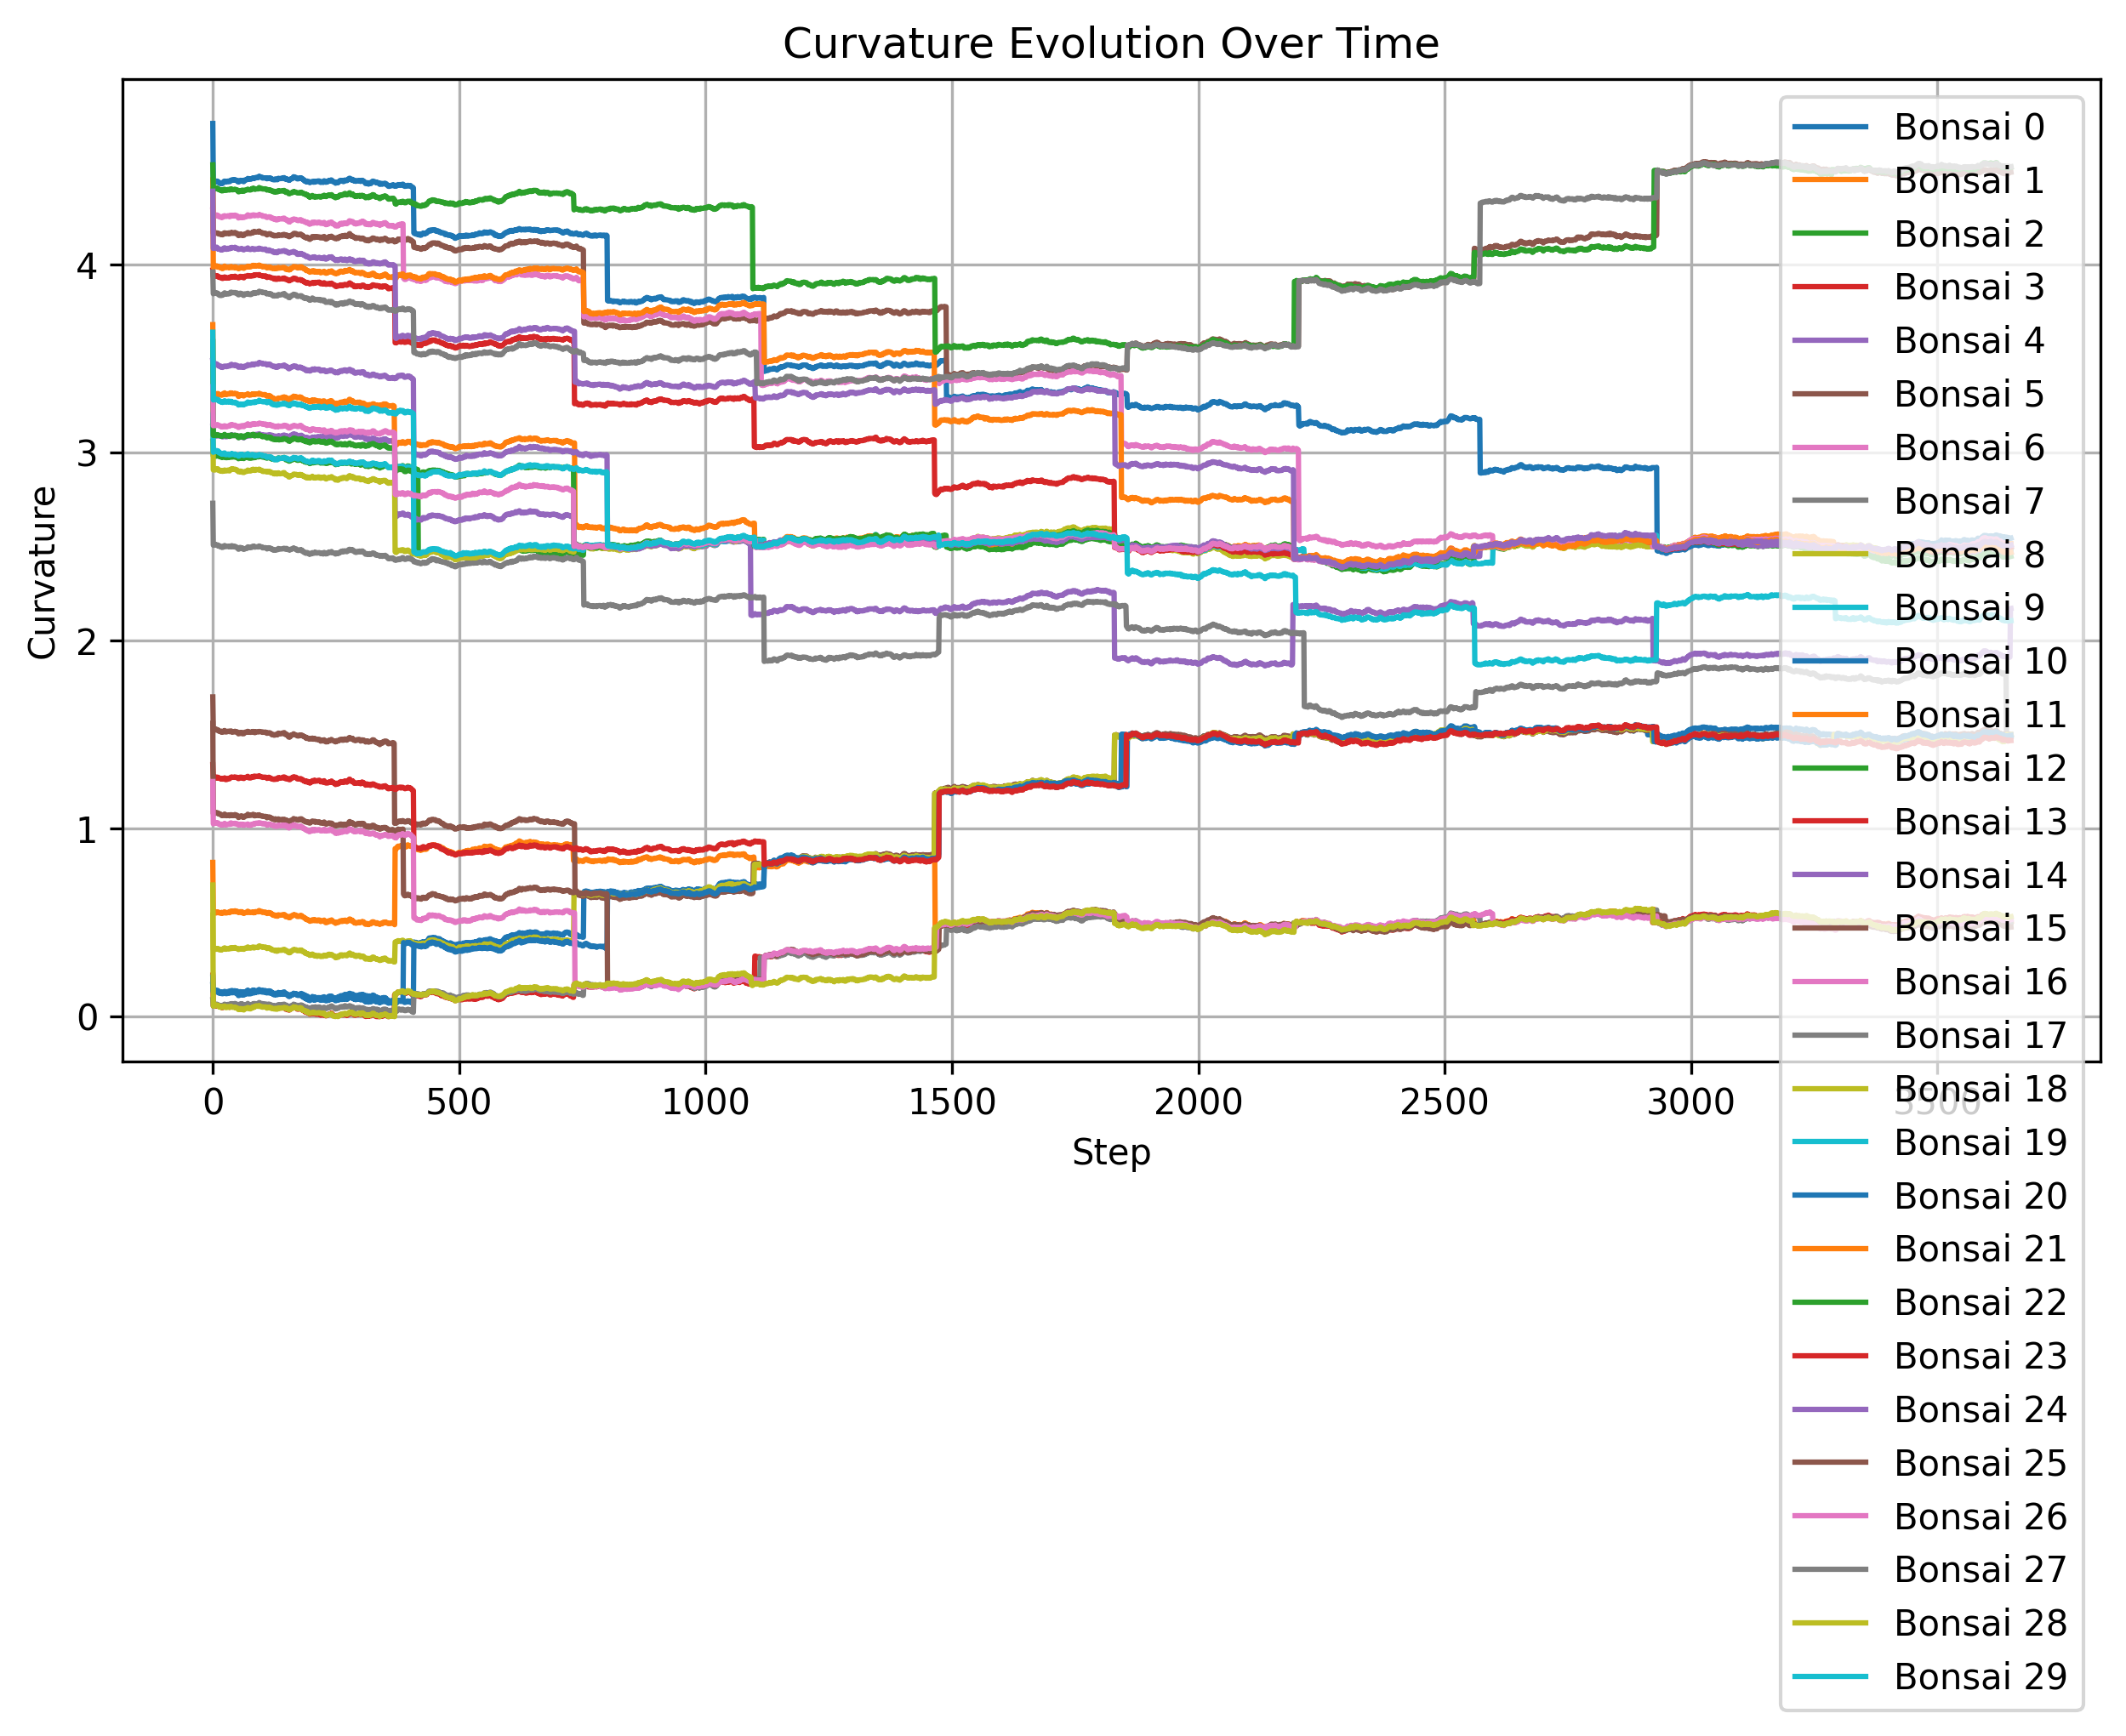 Curvature Evolution Over Time
Curvature
4
3
2
1
0
0
500
1000
1500
2000
2500
3000
3500
Step
Bonsai 0
Bonsai 1
Bonsai 2
Bonsai 3
Bonsai 4
Bonsai 5
Bonsai 6
Bonsai 7
Bonsai 8
Bonsai 9
Bonsai 10
Bonsai 11
Bonsai 12
Bonsai 13
Bonsai 14
Bonsai 15
Bonsai 16
Bonsai 17
Bonsai 18
Bonsai 19
Bonsai 20
Bonsai 21
Bonsai 22
Bonsai 23
Bonsai 24
Bonsai 25
Bonsai 26
Bonsai 27
Bonsai 28
Bonsai 29